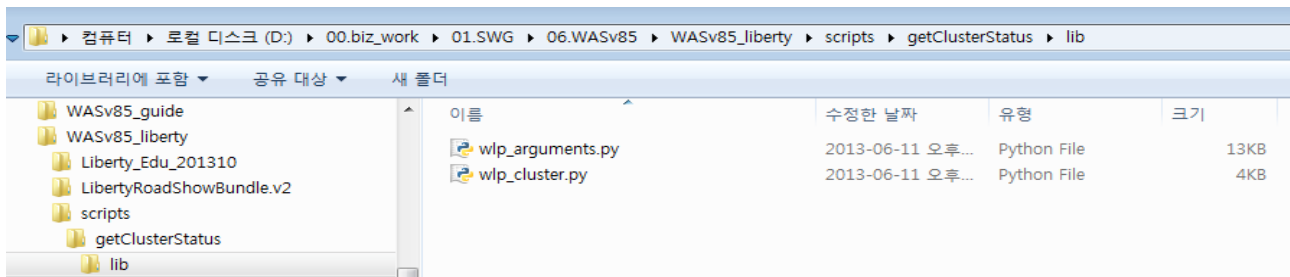 컴퓨터 ▸ 로컬 디스크 (D:) ▸ 00.biz_work ▸ 01.SWG ▸ 06.WASv85 ▸ WASv85_liberty ▸ scripts ▸ getClusterStatus ▸ lib
라이브러리에 포함 ▼ 공유 대상 ▼ 새 폴더
이름 수정한 날짜 유형 크기
WASv85_guide
WASv85_liberty
Liberty_Edu_201310
LibertyRoadShowBundle.v2
scripts
getClusterStatus
lib
wlp_arguments.py 2013-06-11 오후... Python File 13KB
wlp_cluster.py 2013-06-11 오후... Python File 4KB